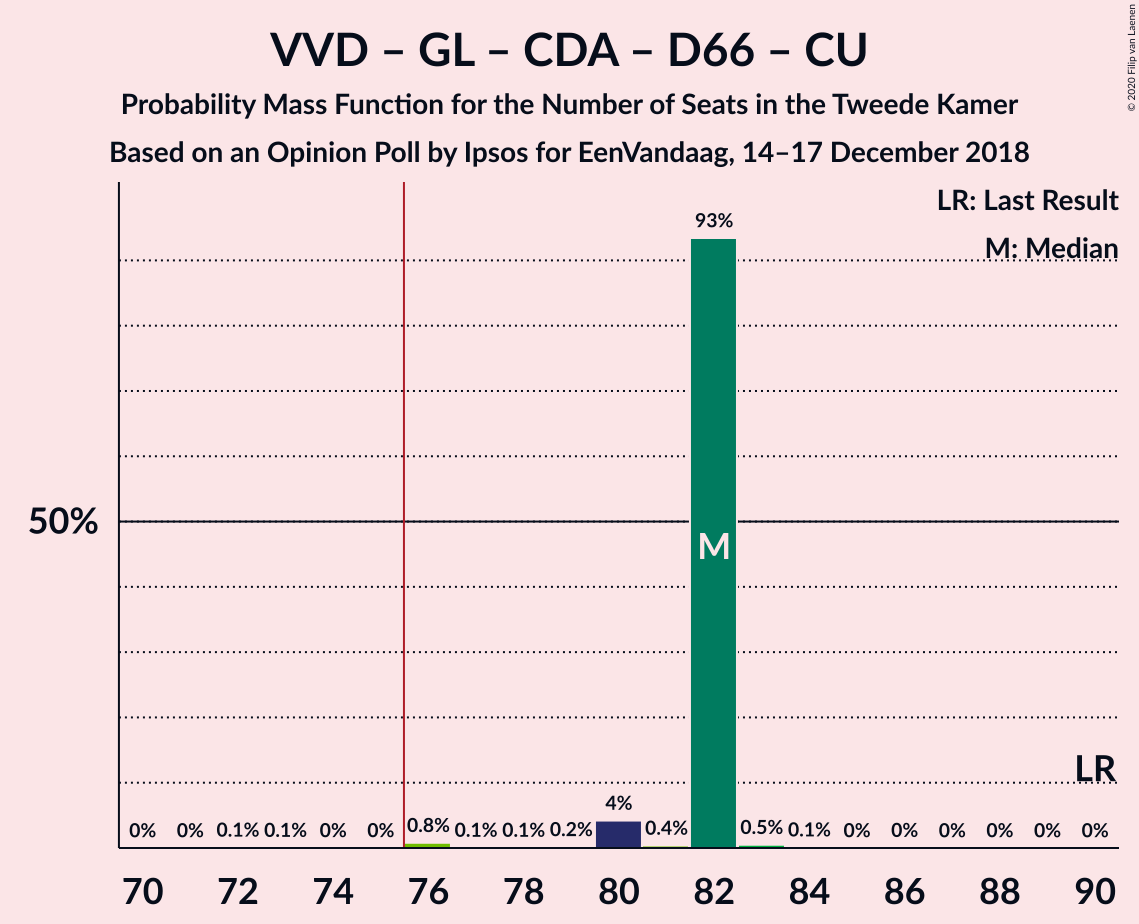 VVD – GL – CDA – D66 – CU
Probability Mass Function for the Number of Seats in the Tweede Kamer
Based on an Opinion Poll by Ipsos for EenVandaag, 14–17 December 2018
© 2020 Filip van Laenen
LR: Last Result
M: Median
93%
50%
M
LR
0% 0% 0.1% 0.1% 0% 0% 0.8% 0.1% 0.1% 0.2% 4% 0.4% 0.5% 0.1% 0% 0% 0% 0% 0% 0%
70 72 74 76 78 80 82 84 86 88 90